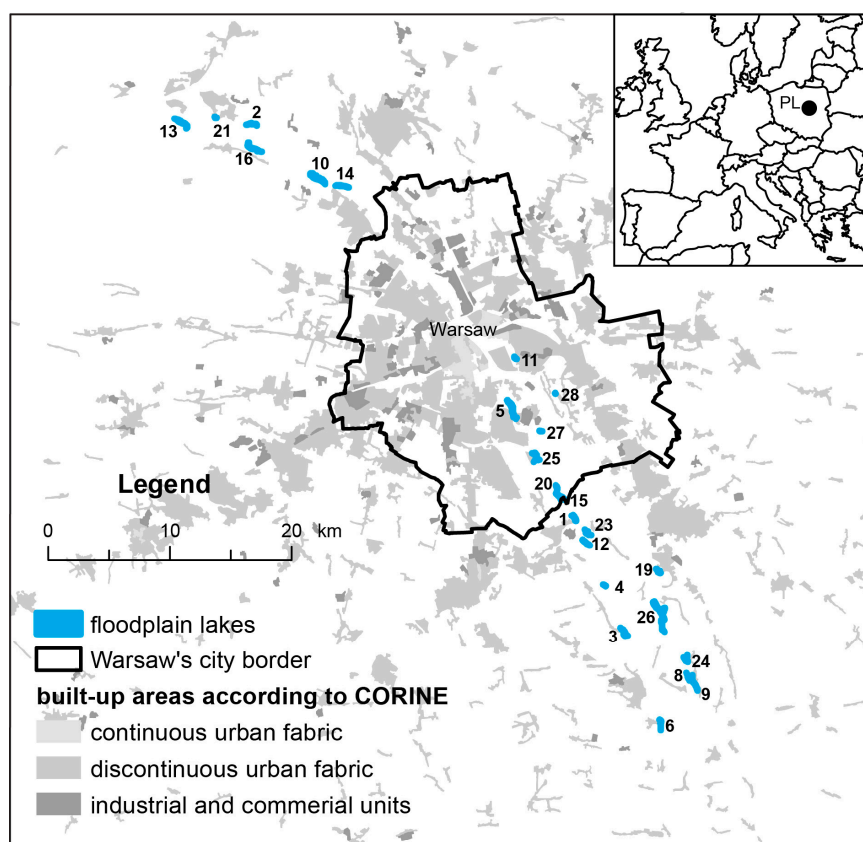 PL
2
13
21
16
10
14
Warsaw
11
28
5
27
25
20
15
1
23
12
19
4
26
3
24
8
9
6
Legend
0 10 20 km
floodplain lakes
Warsaw's city border
built-up areas according to CORINE
continuous urban fabric
discontinuous urban fabric
industrial and commerial units